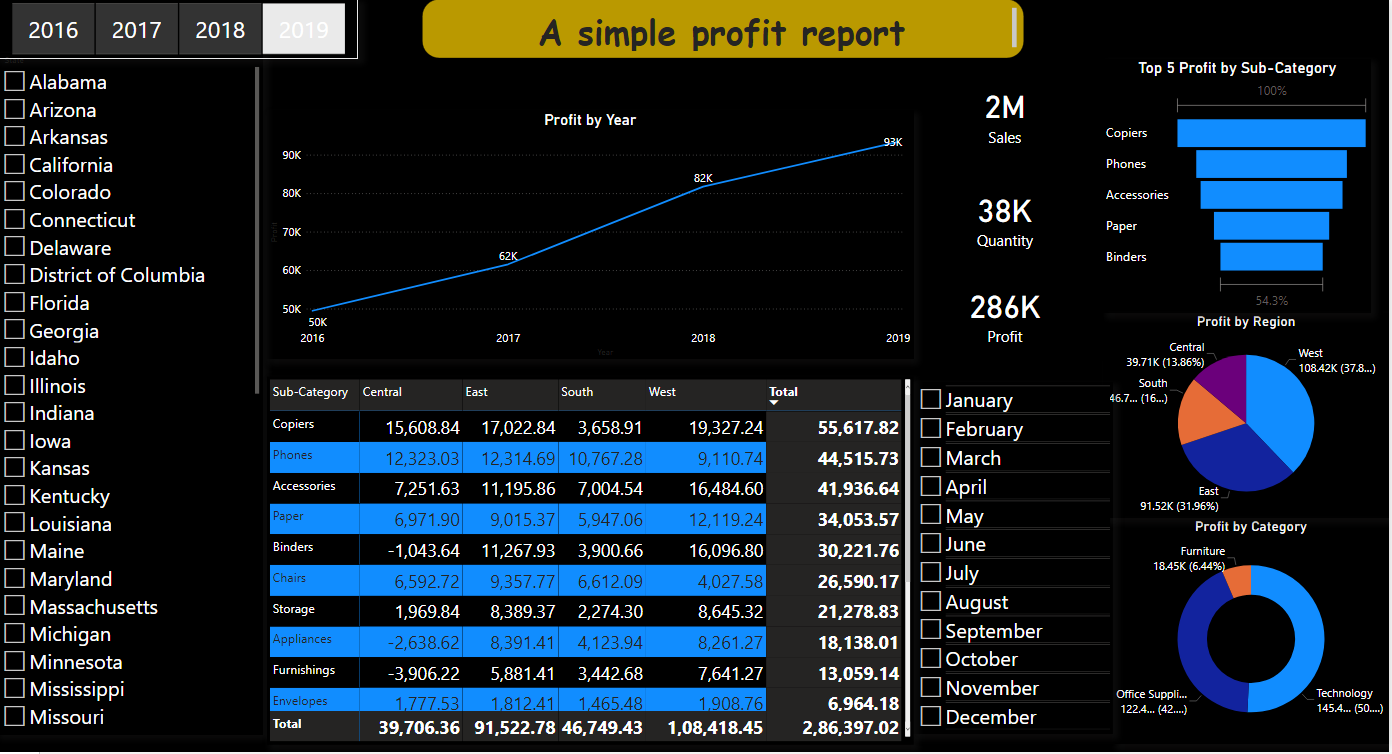 2016 2017 2018 2019
A simple profit report
Alabama
Arizona
Arkansas
California
Colorado
Connecticut
Delaware
District of Columbia
Florida
Georgia
Idaho
Illinois
Indiana
Iowa
Kansas
Kentucky
Louisiana
Maine
Maryland
Massachusetts
Michigan
Minnesota
Mississippi
Missouri
Profit by Year
90K
80K
70K
60K
50K
50K
62K
82K
93K
2016 2017 2018 2019
Profit
Year
2M
Sales
38K
Quantity
286K
Profit
Top 5 Profit by Sub-Category
100%
Copiers
Phones
Accessories
Paper
Binders
54.3%
Profit by Region
Central
39.71K (13.86%)
West
108.42K (37.8...)
South
46.7... (16...)
East
91.52K (31.96%)
Sub-Category Central East South West Total
Copiers 15,608.84 17,022.84 3,658.91 19,327.24 55,617.82
Phones 12,323.03 12,314.69 10,767.28 9,110.74 44,515.73
Accessories 7,251.63 11,195.86 7,004.54 16,484.60 41,936.64
Paper 6,971.90 9,015.37 5,947.06 12,119.24 34,053.57
Binders -1,043.64 11,267.93 3,900.66 16,096.80 30,221.76
Chairs 6,592.72 9,357.77 6,612.09 4,027.58 26,590.17
Storage 1,969.84 8,389.37 2,274.30 8,645.32 21,278.83
Appliances -2,638.62 8,391.41 4,123.94 8,261.27 18,138.01
Furnishings -3,906.22 5,881.41 3,442.68 7,641.27 13,059.14
Envelopes 1,777.53 1,812.41 1,465.48 1,908.76 6,964.18
Total 39,706.36 91,522.78 46,749.43 1,08,418.45 2,86,397.02
January
February
March
April
May
June
July
August
September
October
November
December
Profit by Category
Furniture
18.45K (6.44%)
Office Suppli...
122.4... (42....)
Technology
145.4... (50....)